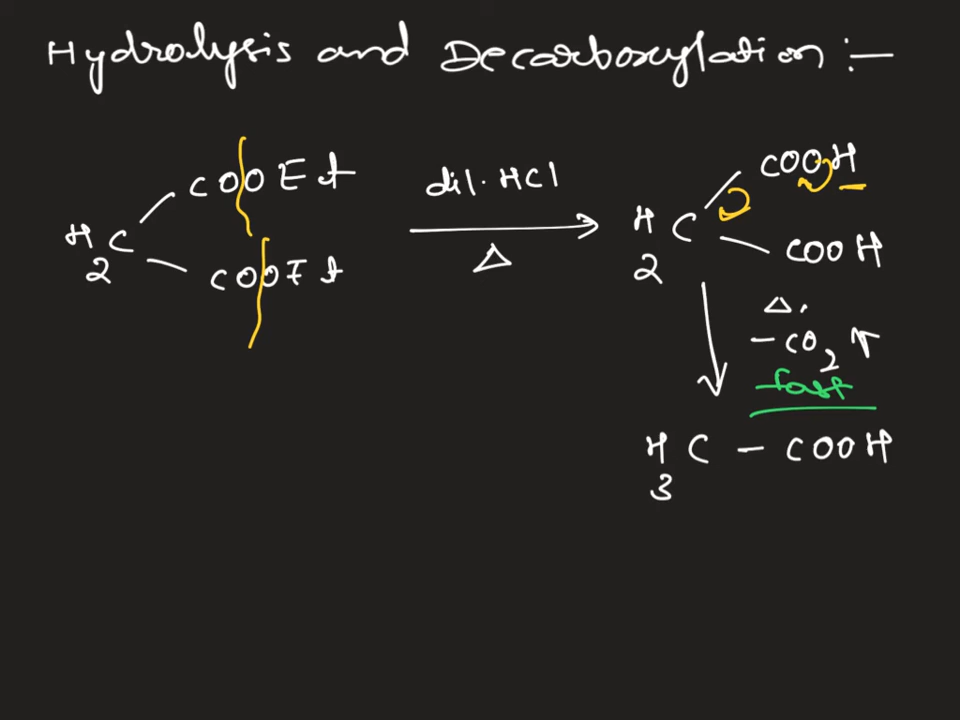 Hydrolysis and Decarboxylation :-
COOEt
H2C
COOEt
dil. HCl
Δ
COOH
H2C
COOH
Δ.
-CO2 ↑
fast
H3C - COOH